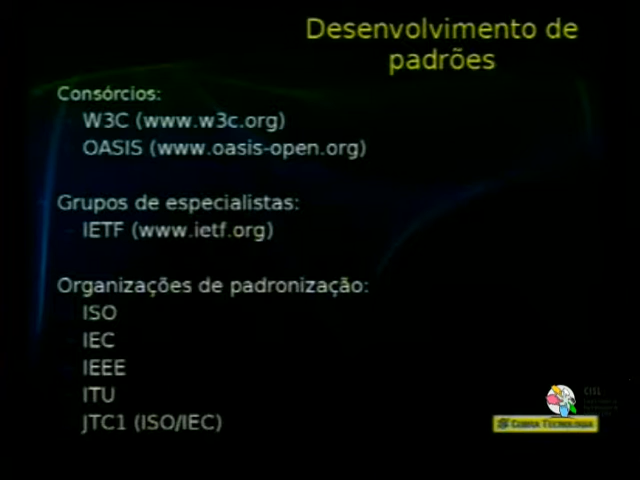 Desenvolvimento de
padrões
Consórcios:
W3C (www.w3c.org)
OASIS (www.oasis-open.org)
Grupos de especialistas:
IETF (www.ietf.org)
Organizações de padronização:
ISO
IEC
IEEE
ITU
JTC1 (ISO/IEC)
CISL
COBRA TECNOLOGIA